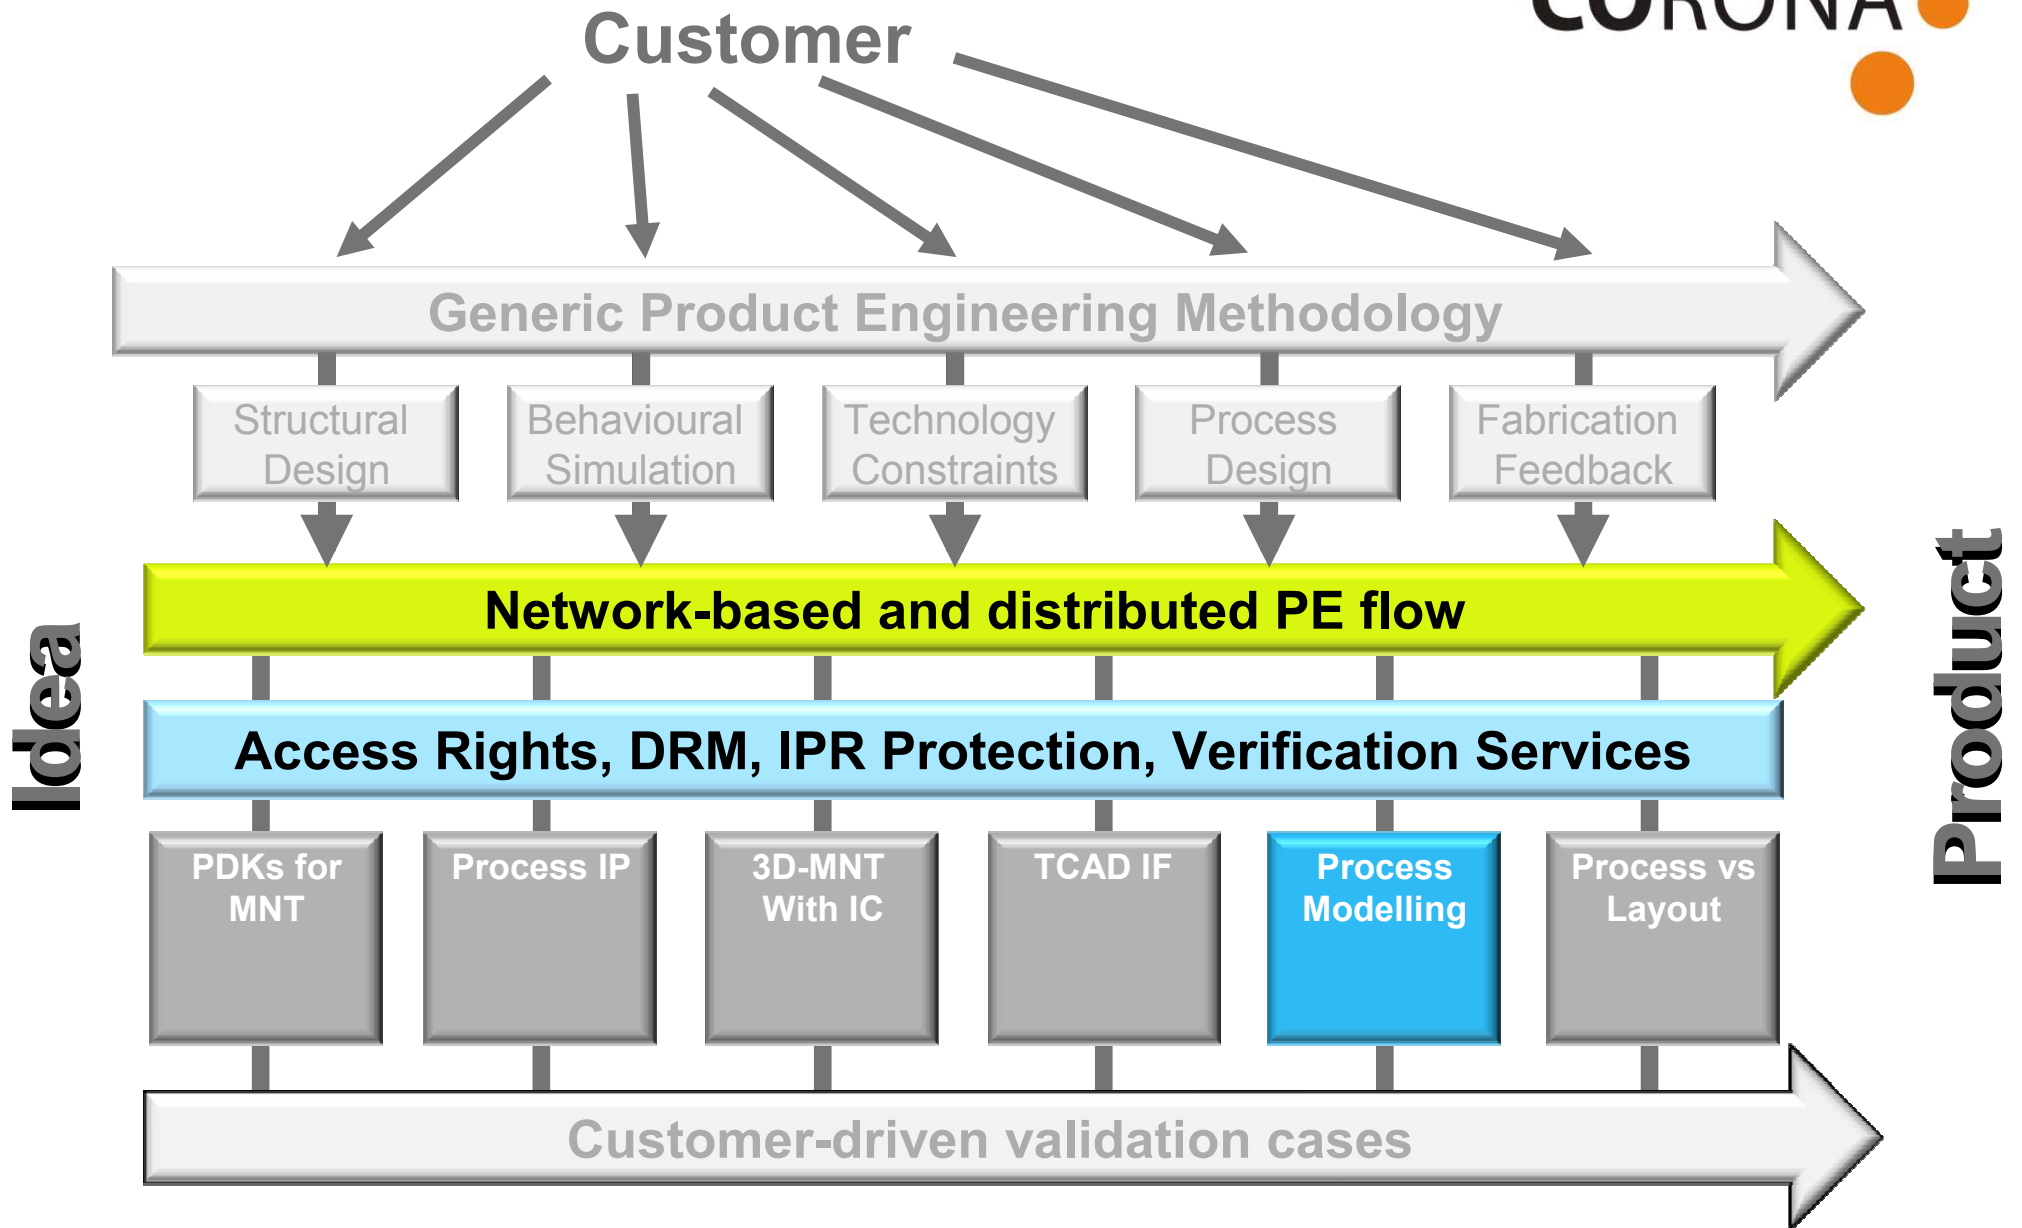 CORONA
Customer
Generic Product Engineering Methodology
Structural
Design
Behavioural
Simulation
Technology
Constraints
Process
Design
Fabrication
Feedback
Idea
Network-based and distributed PE flow
Product
Access Rights, DRM, IPR Protection, Verification Services
PDKs for
MNT
Process IP
3D-MNT
With IC
TCAD IF
Process
Modelling
Process vs
Layout
Customer-driven validation cases